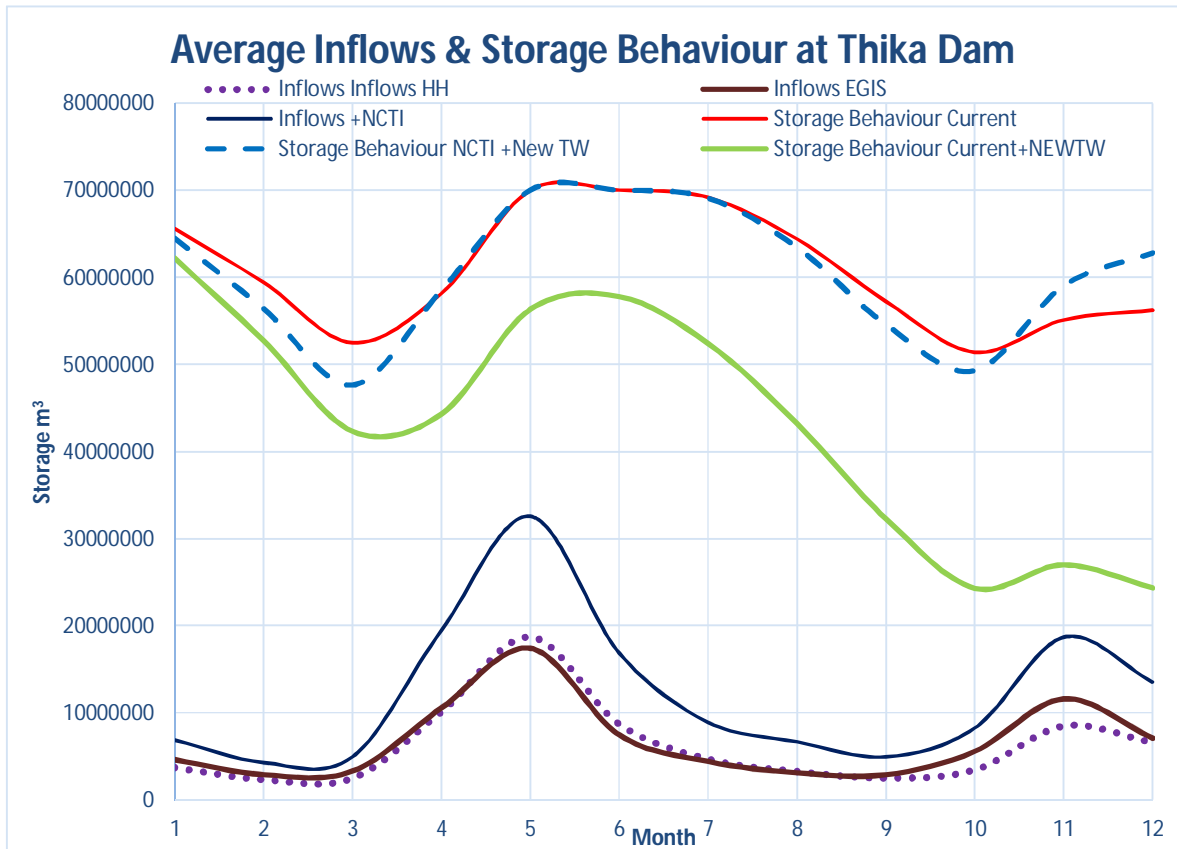 Average Inflows & Storage Behaviour at Thika Dam
Inflows Inflows HH
Inflows EGIS
Inflows +NCTI
Storage Behaviour Current
Storage Behaviour NCTI +New TW
Storage Behaviour Current+NEWTW
80000000
70000000
60000000
50000000
40000000
30000000
20000000
10000000
0
Storage m³
1 2 3 4 5 6 7 8 9 10 11 12
Month